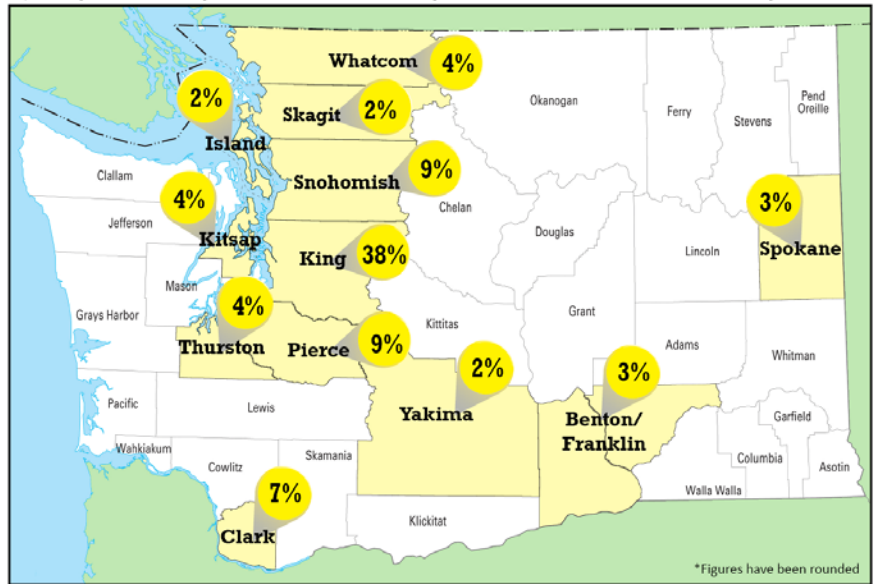 Whatcom
4%
Okanogan
Ferry
Stevens
Pend
Oreille
2%
Skagit
2%
Island
Snohomish
9%
Clallam
4%
Chelan
3%
Jefferson
Kitsap
Douglas
Lincoln
Spokane
King
38%
Mason
4%
Grays Harbor
Kittitas
Grant
Adams
Thurston
Pierce
9%
Whitman
2%
3%
Pacific
Lewis
Yakima
Benton/
Franklin
Garfield
Wahkiakum
Cowlitz
Skamania
Columbia
Asotin
7%
Walla Walla
Clark
Klickitat
*Figures have been rounded